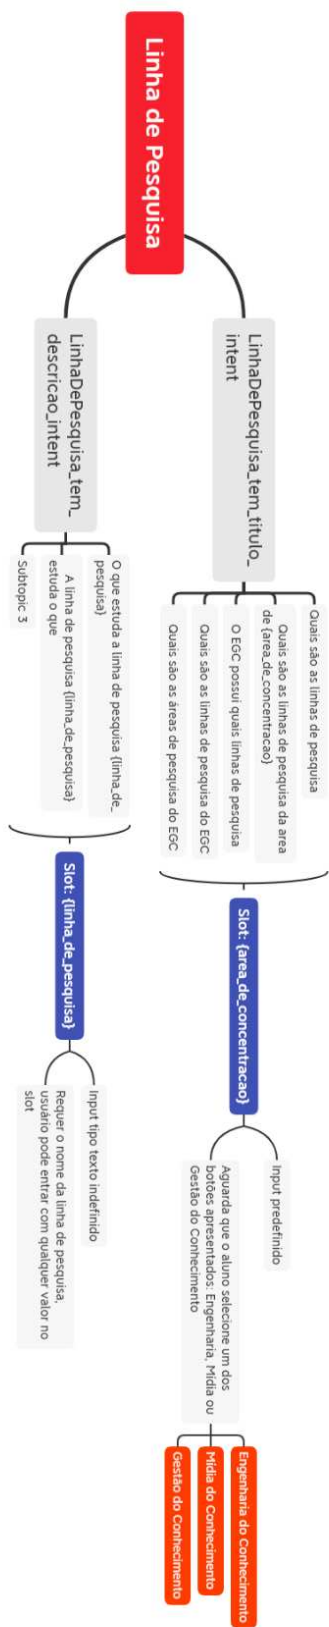 Linha de Pesquisa
LinhaDePesquisa_tem_titulo_
intent
Quais são as linhas de pesquisa
Quais são as linhas de pesquisa da area
de {area_de_concentracao}
O EGC possui quais linhas de pesquisa
Quais são as linhas de pesquisa do EGC
Quais são as áreas de pesquisa do EGC
Slot: {area_de_concentracao}
Input predefinido
Aguarda que o aluno selecione um dos
botões apresentados: Engenharia, Mídia ou
Gestão do Conhecimento
Engenharia do Conhecimento
Mídia do Conhecimento
Gestão do Conhecimento
LinhaDePesquisa_tem_
descricao_intent
O que estuda a linha de pesquisa {linha_de_
pesquisa}
A linha de pesquisa {linha_de_pesquisa}
estuda o que
Subtopic 3
Slot: {linha_de_pesquisa}
Input tipo texto indefinido
Requer o nome da linha de pesquisa,
usuário pode entrar com qualquer valor no
slot